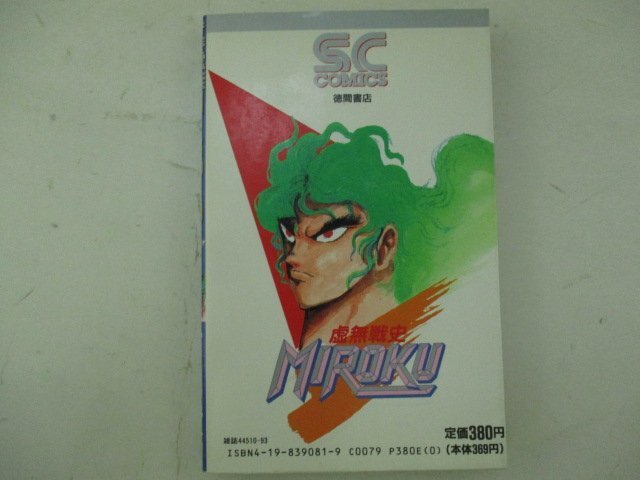 SC
COMICS
徳間書店
虚無戦史
MIROKU
雑誌44510-93
定価380円
ISBN4-19-839081-9 C0079 P380E(0) (本体369円)